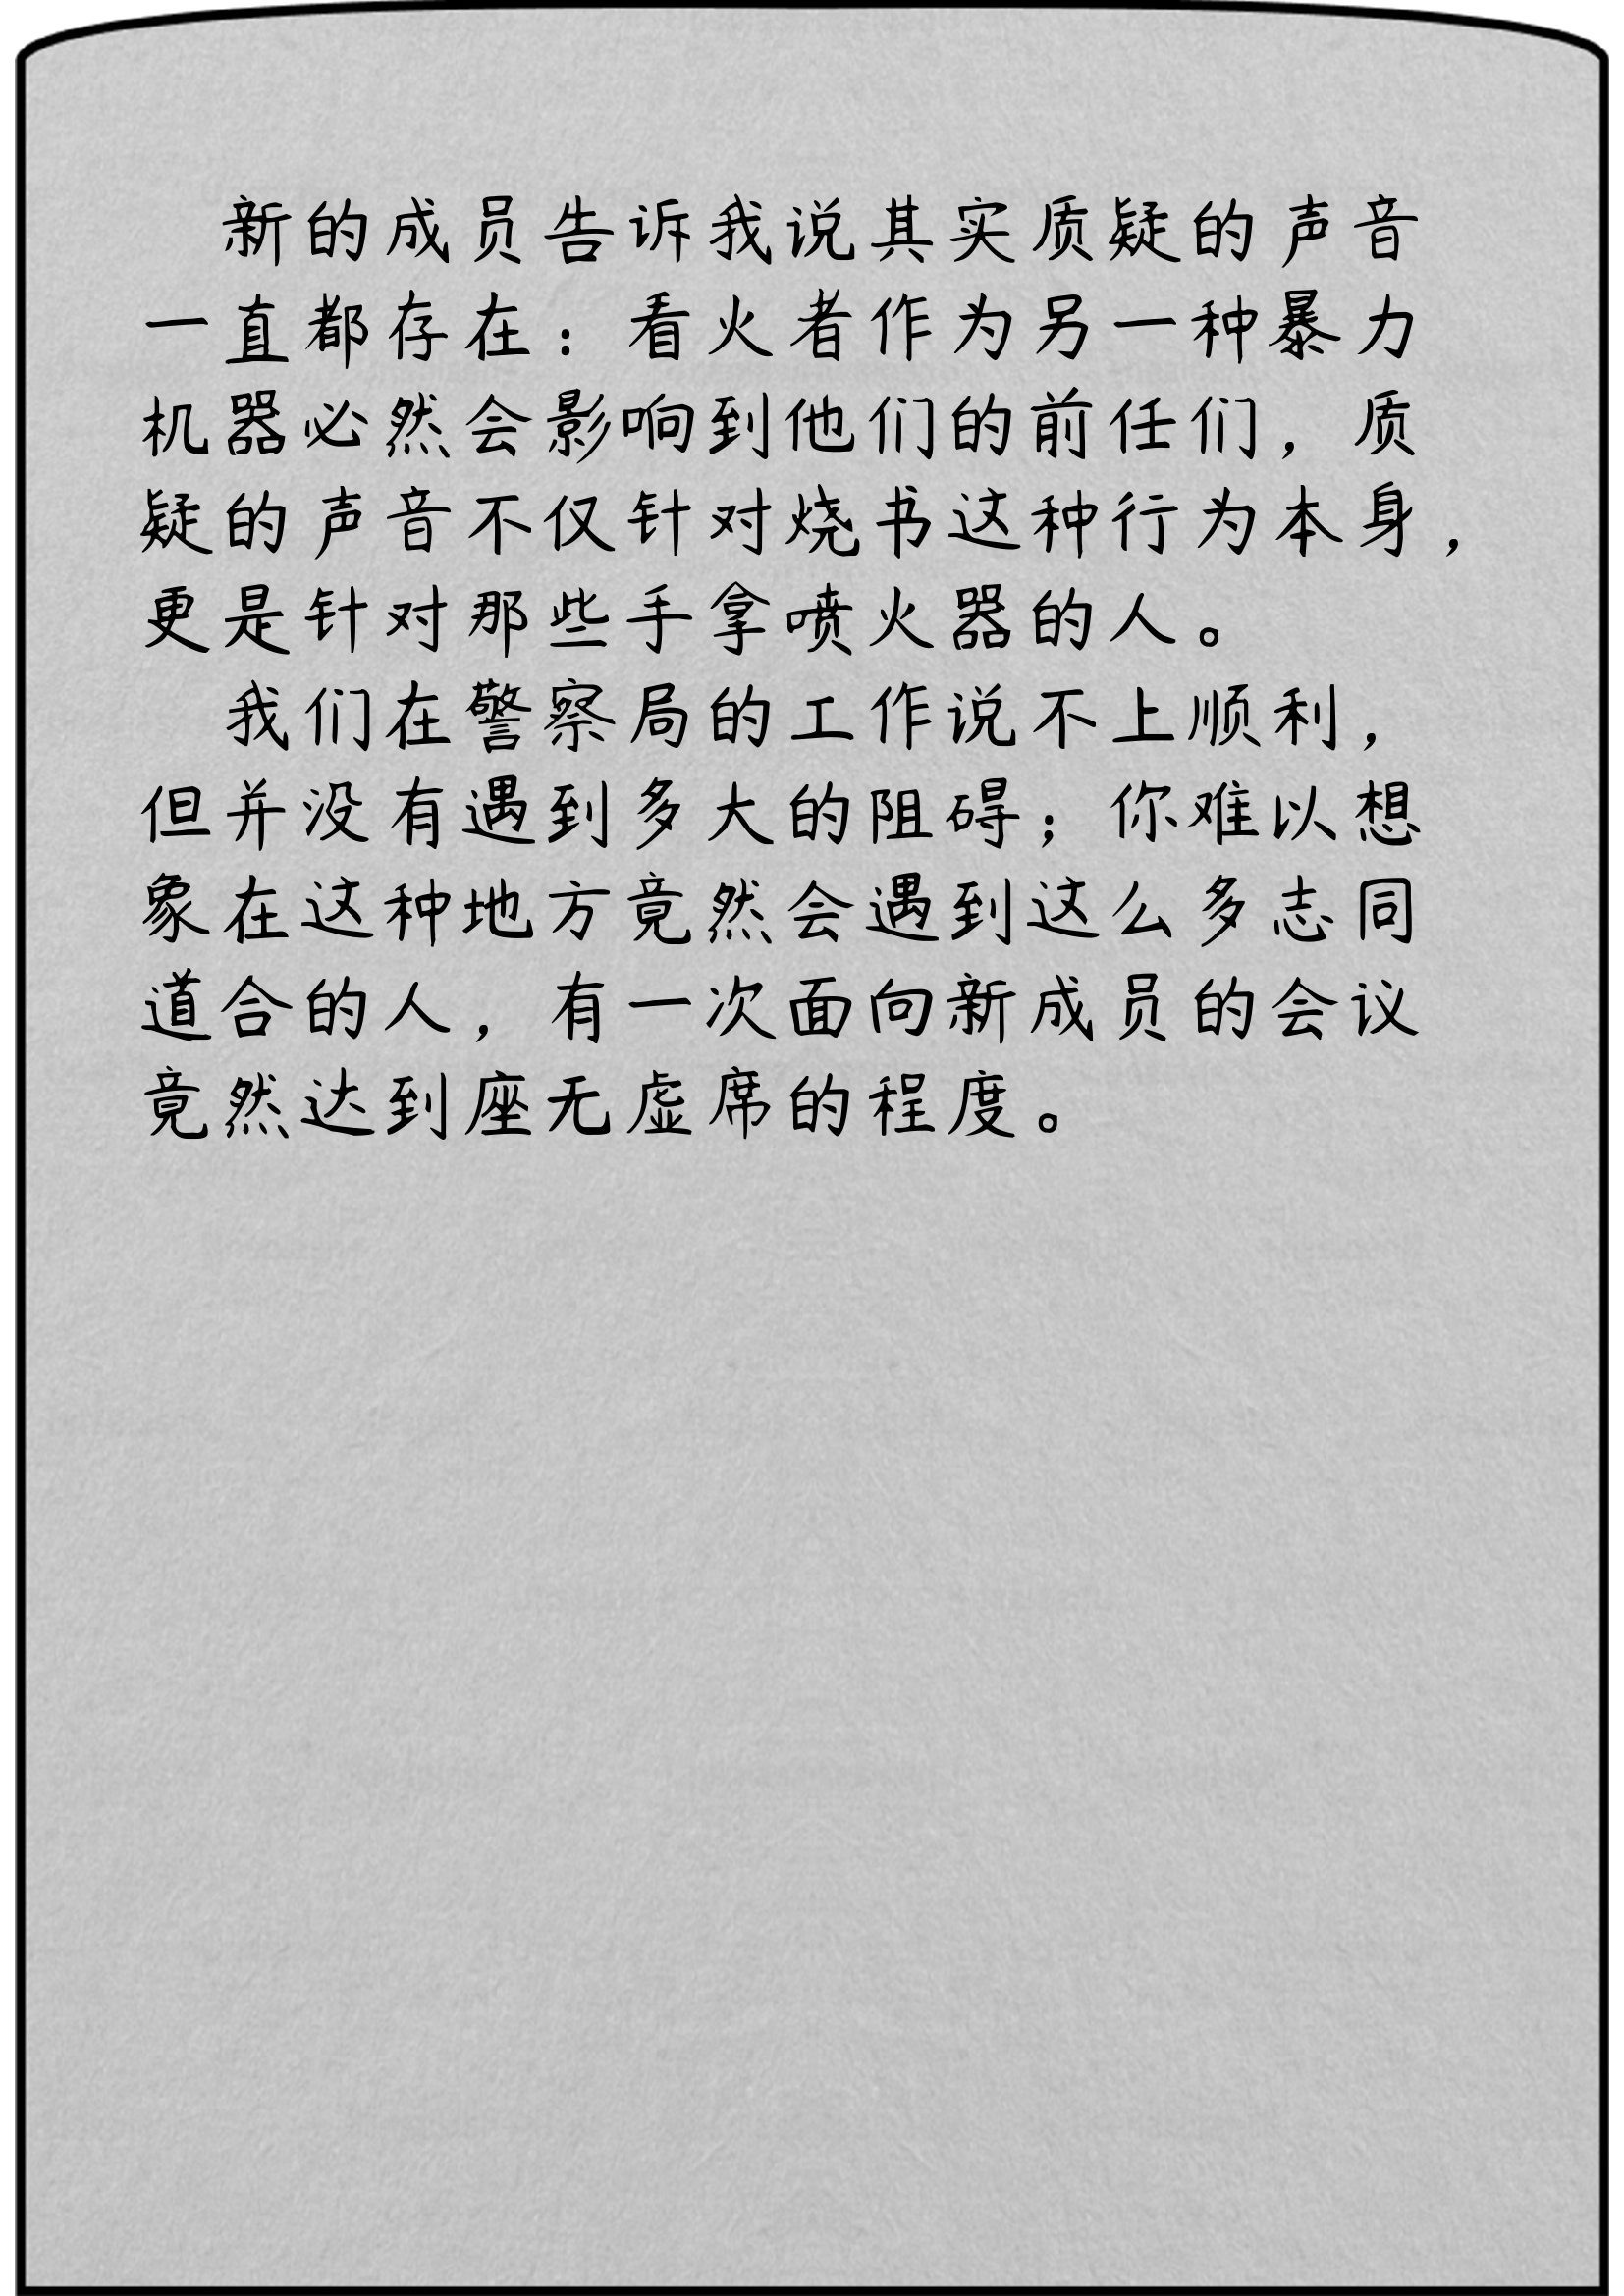 新的成员告诉我说其实质疑的声音
一直都存在：看火者作为另一种暴力
机器必然会影响到他们的前任们，质
疑的声音不仅针对烧书这种行为本身，
更是针对那些手拿喷火器的人。
我们在警察局的工作说不上顺利，
但并没有遇到多大的阻碍；你难以想
象在这种地方竟然会遇到这么多志同
道合的人，有一次面向新成员的会议
竟然达到座无虚席的程度。